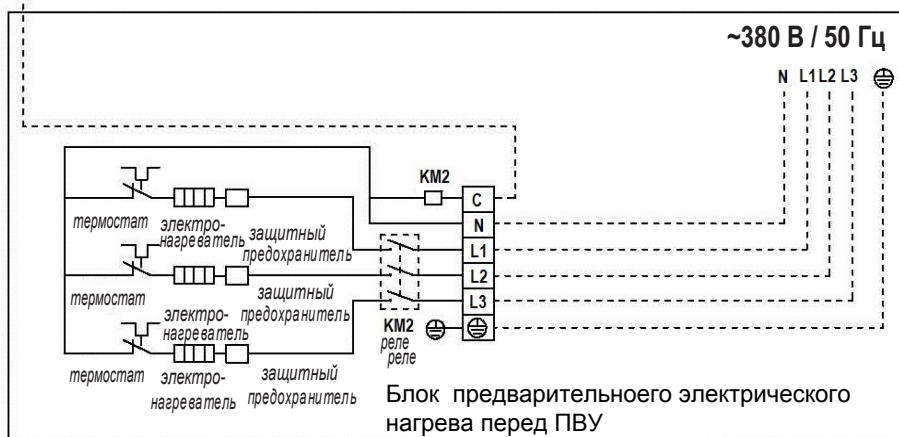 ~380 В / 50 Гц
N L1 L2 L3
KM2
C
N
L1
L2
L3
термостат
электро-
нагреватель
защитный
предохранитель
термостат
электро-
нагреватель
защитный
предохранитель
термостат
электро-
нагреватель
защитный
предохранитель
KM2
реле
реле
Блок предварительноего электрического
нагрева перед ПВУ